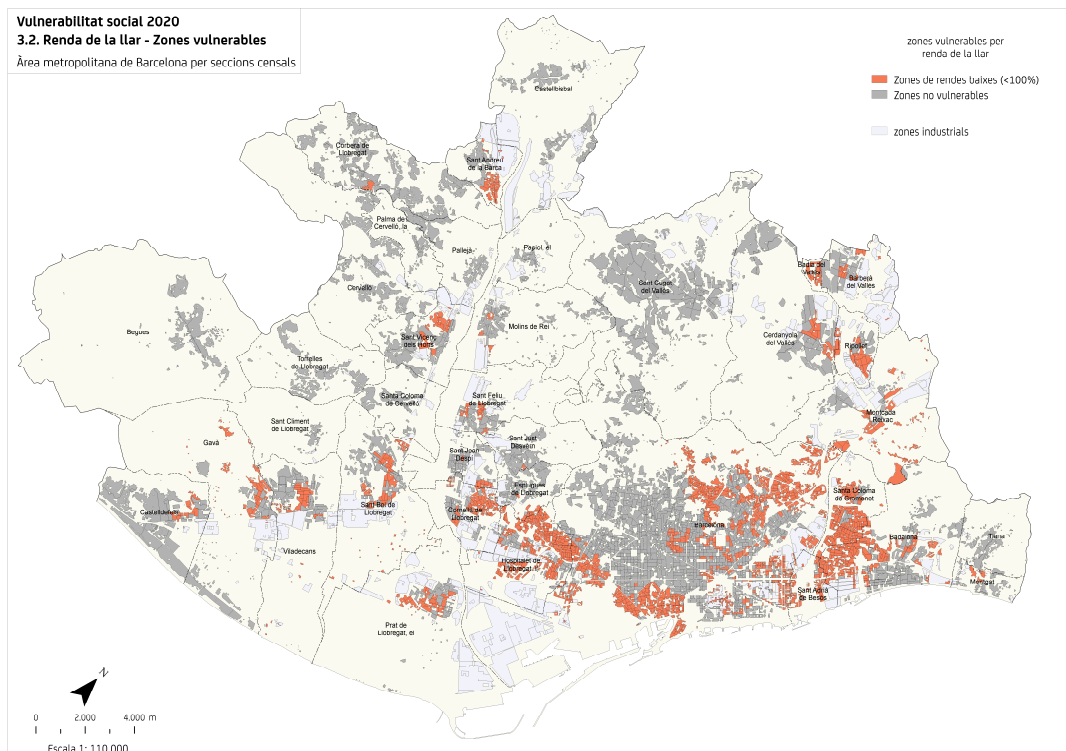 Vulnerabilitat social 2020
3.2. Renda de la llar - Zones vulnerables
Àrea metropolitana de Barcelona per seccions censals
zones vulnerables per
renda de la llar
Zones de rendes baixes (<100%)
Zones no vulnerables
zones industrials
Castellbisbal
Corbera de
Llobregat
Sant Andreu
de la Barca
Palma de
Cervelló, la
Pallejà
Papiol, el
Cervelló
Sant Cugat
del Vallès
Badia del
Vallès
Barberà
del Vallès
Begues
Sant Vicenç
dels Horts
Molins de Rei
Cerdanyola
del Vallès
Ripollet
Torrelles
de Llobregat
Santa Coloma
de Cervelló
Sant Feliu
de Llobregat
Montcada
i Reixac
Sant Climent
de Llobregat
Gavà
Sant Just
Desvern
Sant Joan
Despí
Esplugues
de Llobregat
Santa Coloma
de Gramenet
Castelldefels
Sant Boi de
Llobregat
Cornellà de
Llobregat
Barcelona
Badalona
Tiana
Viladecans
Hospitalet de
Llobregat, l'
Montgat
Sant Adrià
de Besòs
Prat de
Llobregat, el
N
0 2.000 4.000 m
Escala 1: 110.000